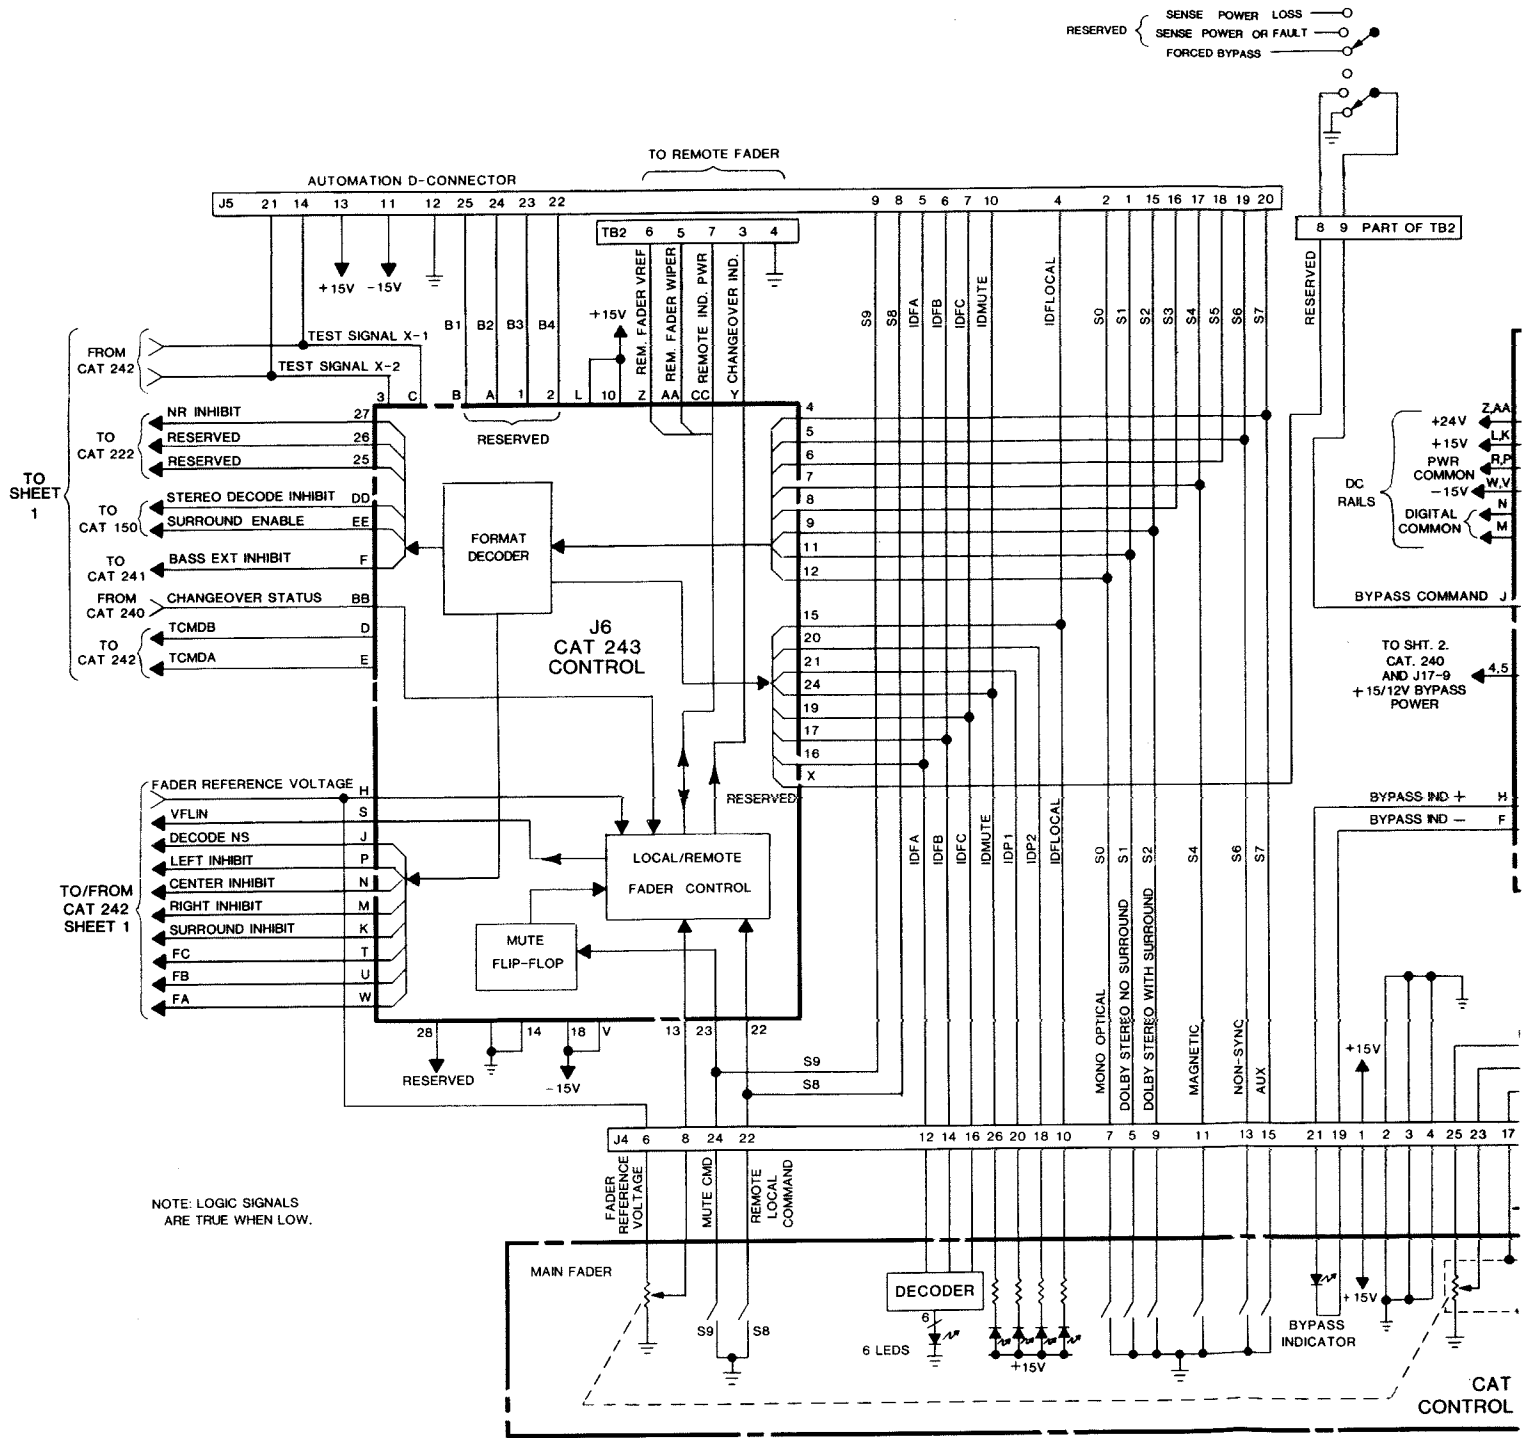 SENSE POWER LOSS
RESERVED
SENSE POWER OR FAULT
FORCED BYPASS
TO REMOTE FADER
AUTOMATION D-CONNECTOR
J5 21 14 13 11 12 25 24 23 22 9 8 5 6 7 10 4 2 1 15 16 17 18 19 20
TB2 6 5 7 3 4
8 9 PART OF TB2
+15V -15V
B1 B2 B3 B4
+15V
REM. FADER VREF
REM. FADER WIPER
REMOTE IND. PWR
CHANGEOVER IND.
S9 S8 IDFA IDFB IDFC IDMUTE IDFLOCAL S0 S1 S2 S3 S4 S5 S6 S7
RESERVED
FROM
CAT 242
TEST SIGNAL X-1
TEST SIGNAL X-2
3 C B A 1 2 L 10 Z AA CC Y
RESERVED
TO
SHEET
1
TO
CAT 222
NR INHIBIT 27
RESERVED 26
RESERVED 25
TO
CAT 150
STEREO DECODE INHIBIT DD
SURROUND ENABLE EE
TO
CAT 241
BASS EXT INHIBIT F
FROM
CAT 240
CHANGEOVER STATUS BB
TO
CAT 242
TCMDB D
TCMDA E
FORMAT
DECODER
J6
CAT 243
CONTROL
4
5
6
7
8
9
11
12
15
20
21
24
19
17
16
X
RESERVED
DC
RAILS
+24V Z,AA
+15V L,K
PWR
COMMON R,P
-15V W,V
DIGITAL
COMMON
N
M
BYPASS COMMAND J
TO SHT. 2.
CAT. 240
AND J17-9
+15/12V BYPASS
POWER
4,5
BYPASS IND + H
BYPASS IND - F
TO/FROM
CAT 242
SHEET 1
FADER REFERENCE VOLTAGE H
VFLIN S
DECODE NS J
LEFT INHIBIT P
CENTER INHIBIT N
RIGHT INHIBIT M
SURROUND INHIBIT K
FC T
FB U
FA W
LOCAL/REMOTE
FADER CONTROL
MUTE
FLIP-FLOP
IDFA IDFB IDFC IDMUTE IDP1 IDP2 IDFLOCAL S0 S1 S2 S4 S6 S7
MONO OPTICAL
DOLBY STEREO NO SURROUND
DOLBY STEREO WITH SURROUND
MAGNETIC
NON-SYNC
AUX
28 14 18 V 13 23 22
RESERVED
-15V
S9
S8
+15V
J4 6 8 24 22 12 14 16 26 20 18 10 7 5 9 11 13 15 21 19 1 2 3 4 25 23 17
FADER
REFERENCE
VOLTAGE
MUTE CMD
REMOTE
LOCAL
COMMAND
NOTE: LOGIC SIGNALS
ARE TRUE WHEN LOW.
MAIN FADER
S9 S8
DECODER
6
6 LEDS
+15V
+15V
BYPASS
INDICATOR
CAT
CONTROL